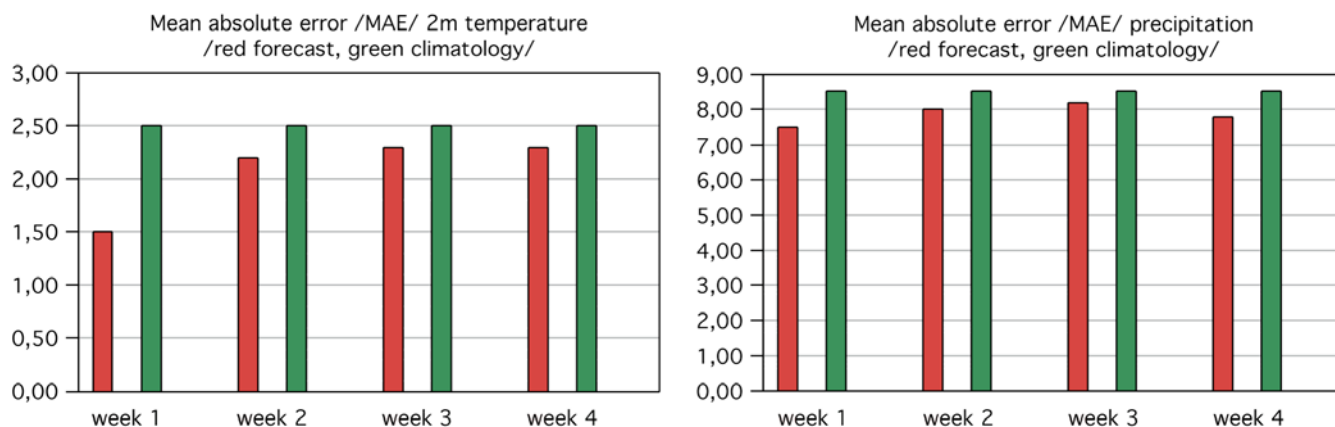 Mean absolute error /MAE/ 2m temperature
/red forecast, green climatology/
3,00
2,50
2,00
1,50
1,00
0,50
0,00
week 1 week 2 week 3 week 4
Mean absolute error /MAE/ precipitation
/red forecast, green climatology/
9,00
8,00
7,00
6,00
5,00
4,00
3,00
2,00
1,00
0,00
week 1 week 2 week 3 week 4